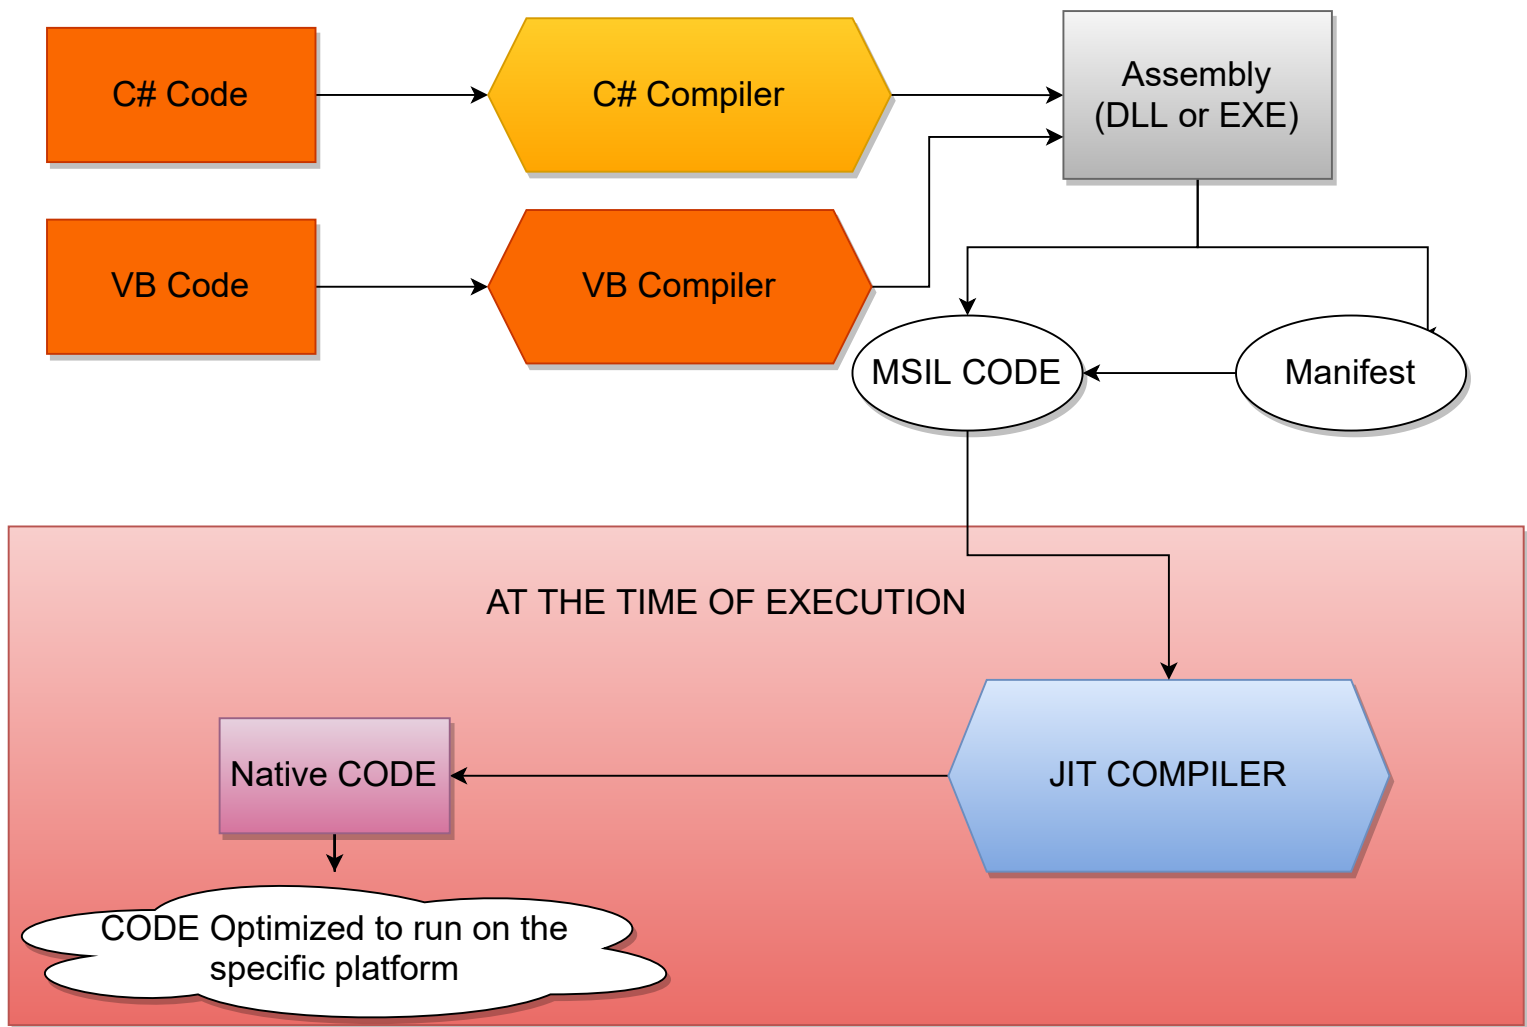 C# Code
C# Compiler
Assembly
(DLL or EXE)
VB Code
VB Compiler
MSIL CODE
Manifest
AT THE TIME OF EXECUTION
Native CODE
JIT COMPILER
CODE Optimized to run on the
specific platform